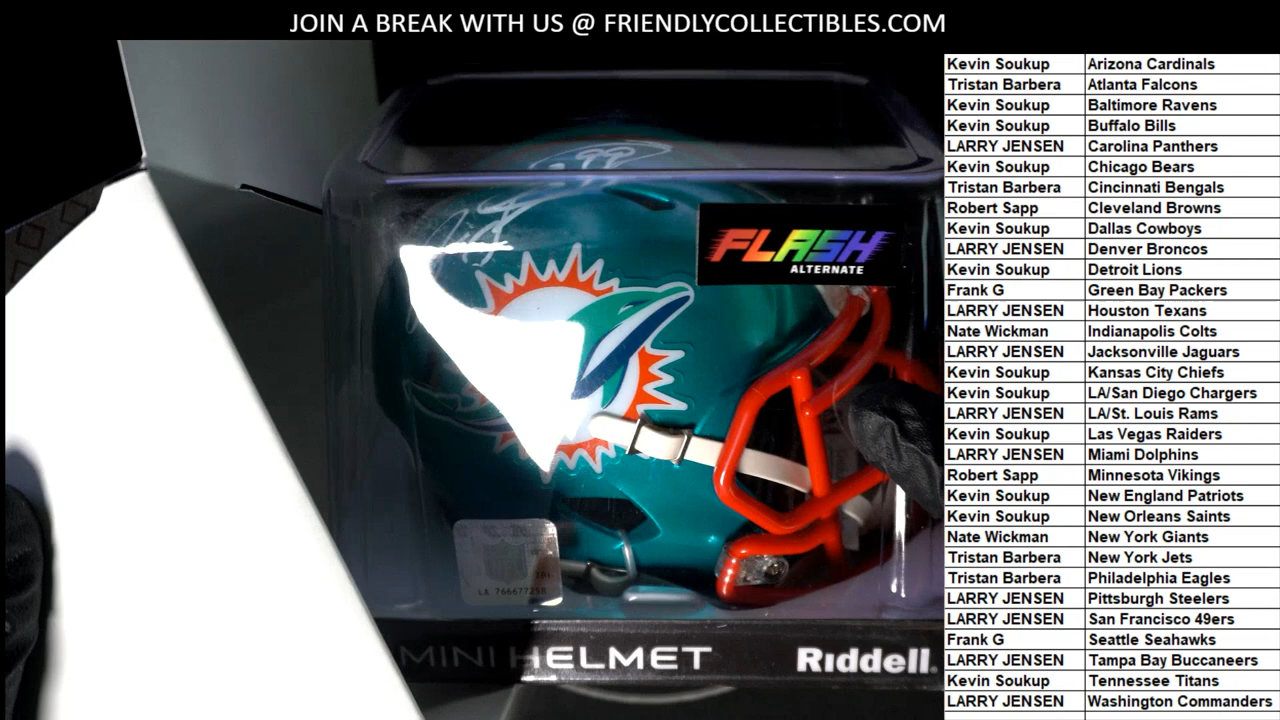 JOIN A BREAK WITH US @ FRIENDLYCOLLECTIBLES.COM
Kevin Soukup Arizona Cardinals
Tristan Barbera Atlanta Falcons
Kevin Soukup Baltimore Ravens
Kevin Soukup Buffalo Bills
LARRY JENSEN Carolina Panthers
Kevin Soukup Chicago Bears
Tristan Barbera Cincinnati Bengals
Robert Sapp Cleveland Browns
Kevin Soukup Dallas Cowboys
LARRY JENSEN Denver Broncos
Kevin Soukup Detroit Lions
Frank G Green Bay Packers
LARRY JENSEN Houston Texans
Nate Wickman Indianapolis Colts
LARRY JENSEN Jacksonville Jaguars
Kevin Soukup Kansas City Chiefs
Kevin Soukup LA/San Diego Chargers
LARRY JENSEN LA/St. Louis Rams
Kevin Soukup Las Vegas Raiders
LARRY JENSEN Miami Dolphins
Robert Sapp Minnesota Vikings
Kevin Soukup New England Patriots
Kevin Soukup New Orleans Saints
Nate Wickman New York Giants
Tristan Barbera New York Jets
Tristan Barbera Philadelphia Eagles
LARRY JENSEN Pittsburgh Steelers
LARRY JENSEN San Francisco 49ers
Frank G Seattle Seahawks
LARRY JENSEN Tampa Bay Buccaneers
Kevin Soukup Tennessee Titans
LARRY JENSEN Washington Commanders
FLASH
ALTERNATE
99
LA 766677258
MINI HELMET Riddell